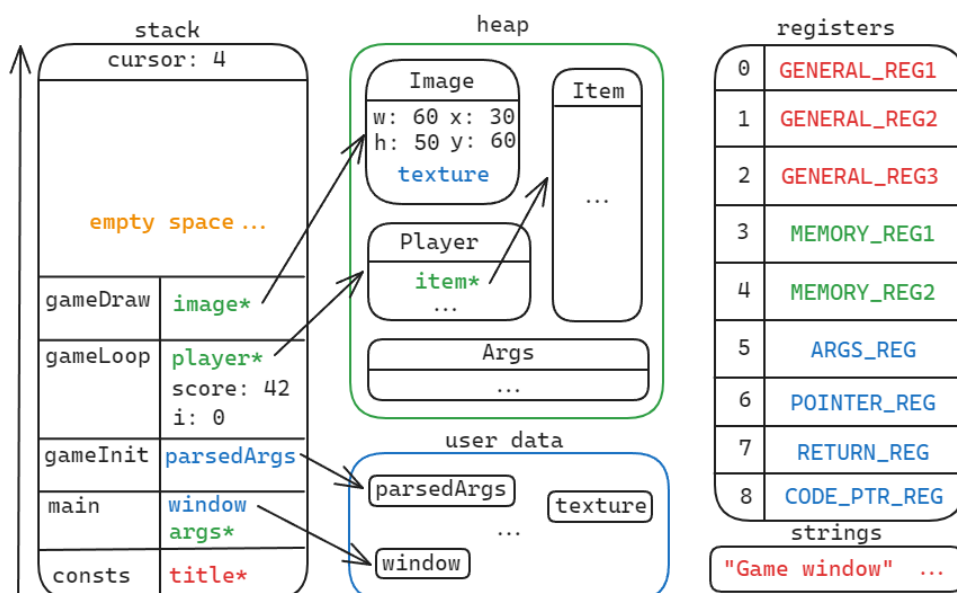 stack
cursor: 4
empty space ...
gameDraw
image*
gameLoop
player*
score: 42
i: 0
gameInit
parsedArgs
main
window
args*
consts
title*
heap
Image
w: 60 x: 30
h: 50 y: 60
texture
Item
...
Player
item*
...
Args
...
user data
parsedArgs
texture
...
window
registers
0 GENERAL_REG1
1 GENERAL_REG2
2 GENERAL_REG3
3 MEMORY_REG1
4 MEMORY_REG2
5 ARGS_REG
6 POINTER_REG
7 RETURN_REG
8 CODE_PTR_REG
strings
"Game window" ...